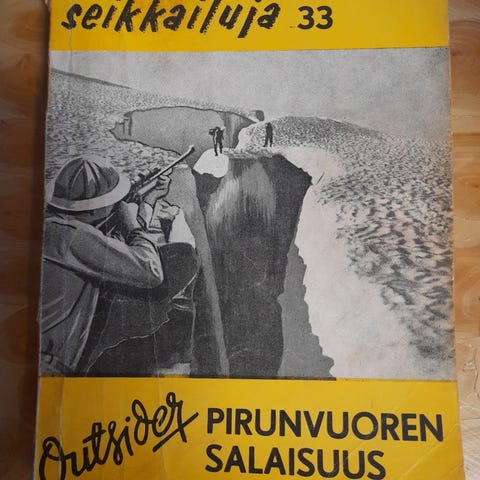 seikkailuja 33
Outsider PIRUNVUOREN
SALAISUUS